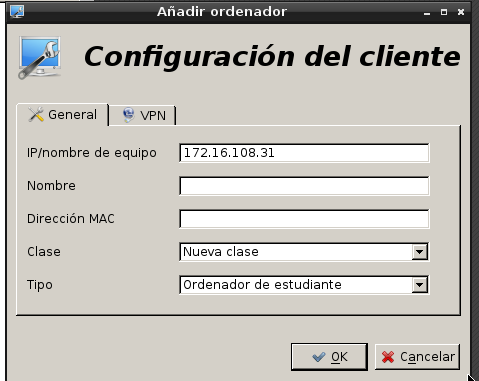 Añadir ordenador
Configuración del cliente
General
VPN
IP/nombre de equipo
172.16.108.31
Nombre
Dirección MAC
Clase
Nueva clase
Tipo
Ordenador de estudiante
OK
Cancelar